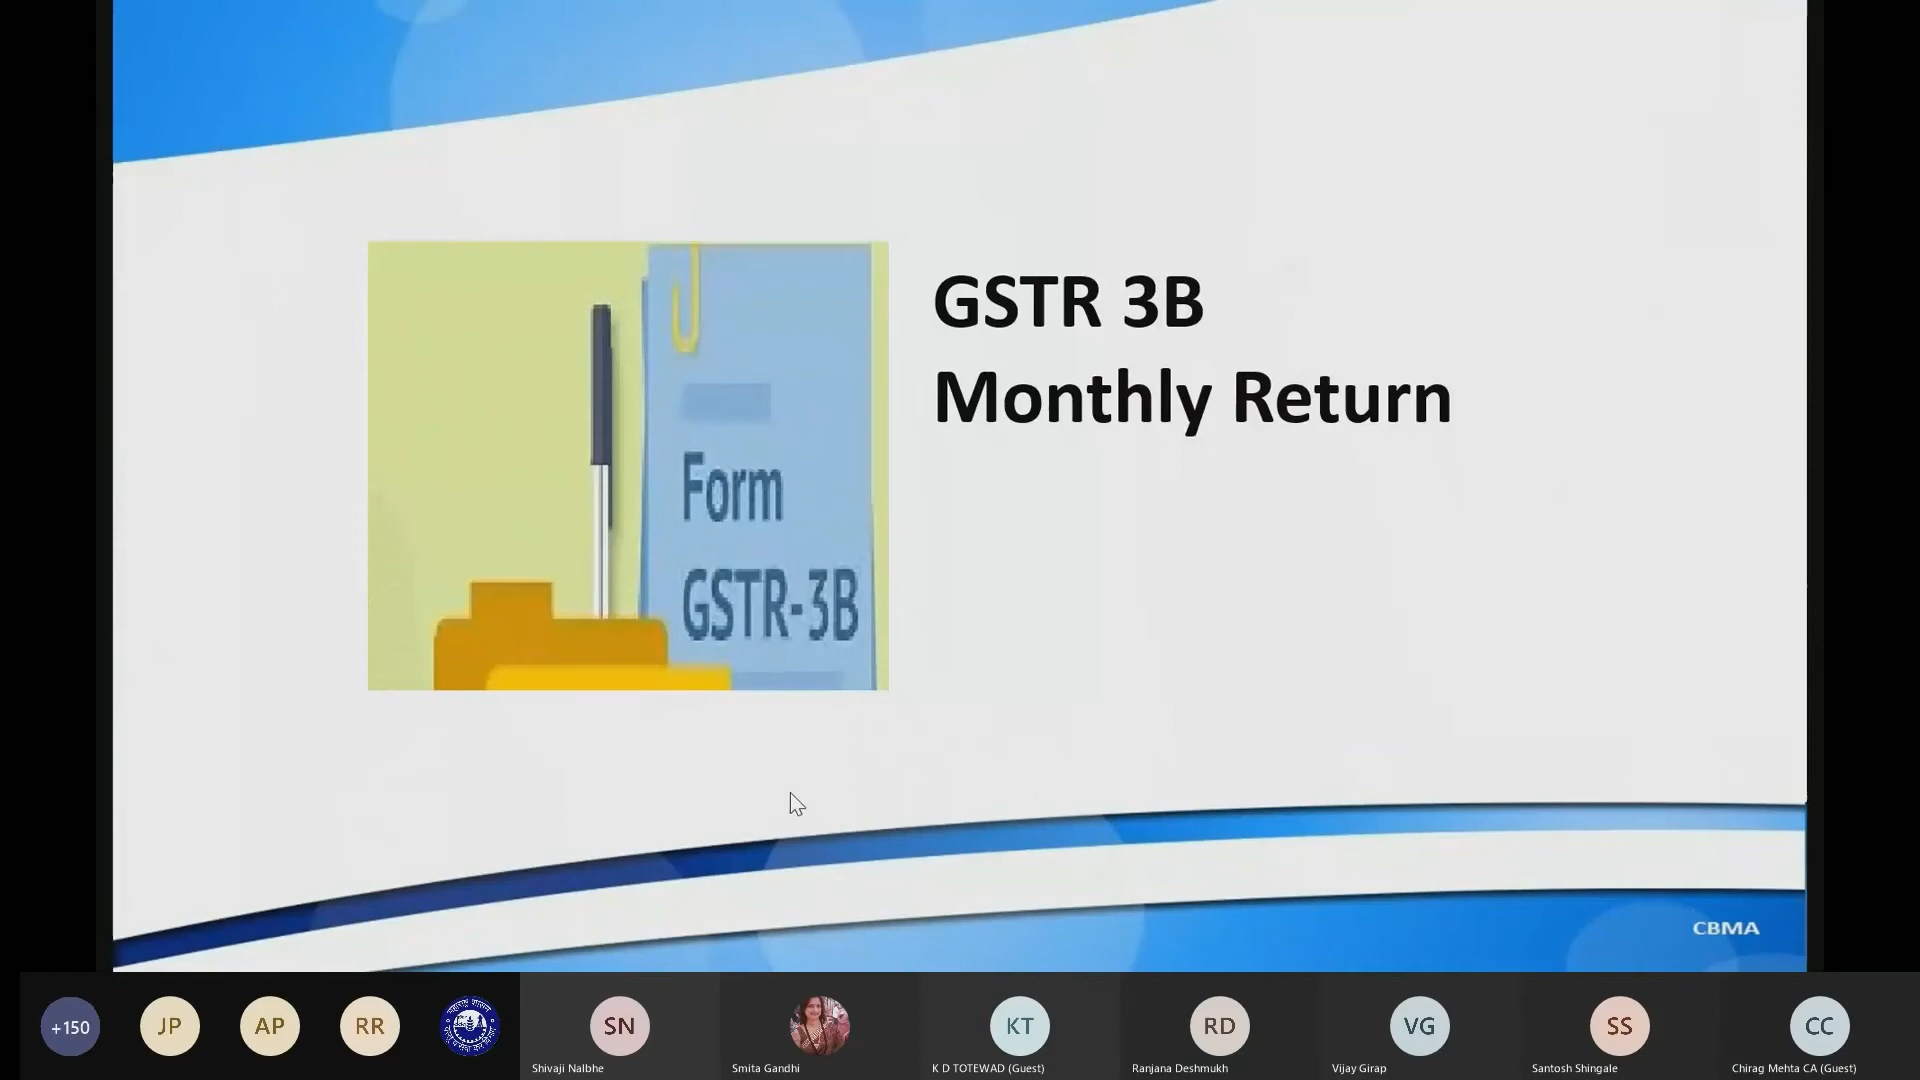 GSTR 3B
Monthly Return
Form
GSTR-3B
CBMA
+150
JP
AP
RR
SN
KT
RD
VG
SS
CC
Shivaji Nalbhe
Smita Gandhi
K D TOTEWAD (Guest)
Ranjana Deshmukh
Vijay Girap
Santosh Shingale
Chirag Mehta CA (Guest)